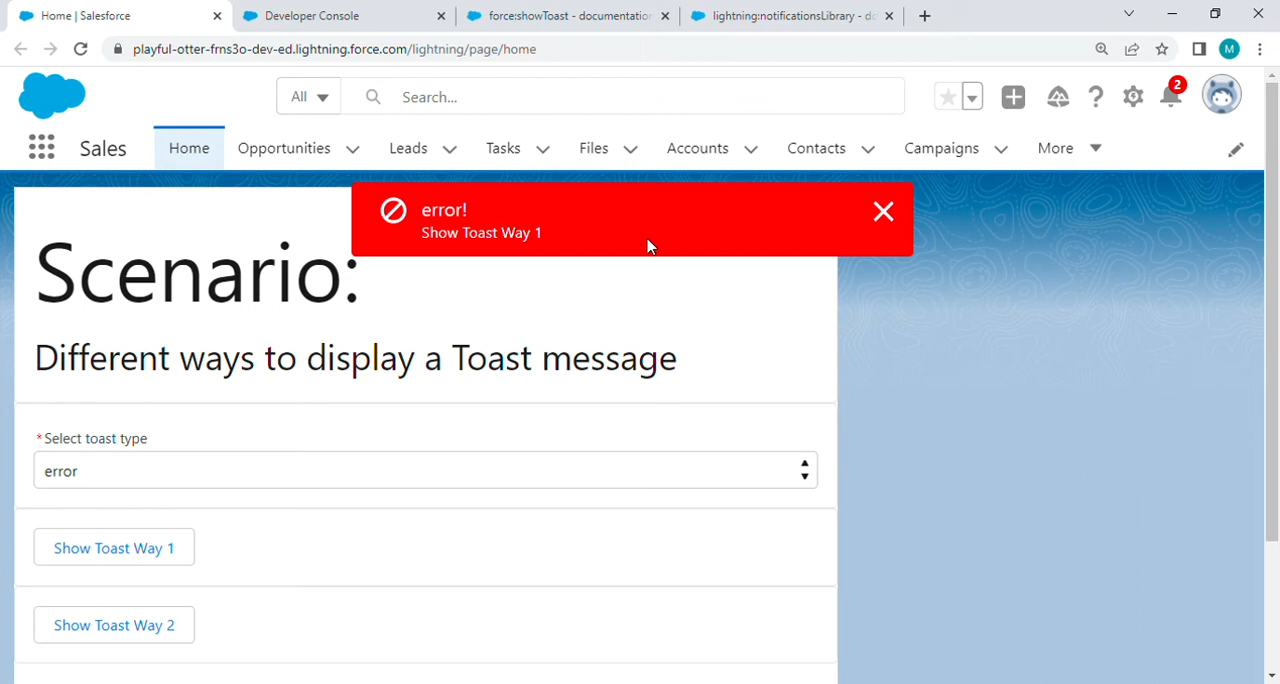 Home | Salesforce
Developer Console
force:showToast - documentation
lightning:notificationsLibrary - do
playful-otter-frns3o-dev-ed.lightning.force.com/lightning/page/home
M
All
Search...
2
Sales
Home
Opportunities
Leads
Tasks
Files
Accounts
Contacts
Campaigns
More
error!
Show Toast Way 1
Scenario:
Different ways to display a Toast message
*Select toast type
error
Show Toast Way 1
Show Toast Way 2